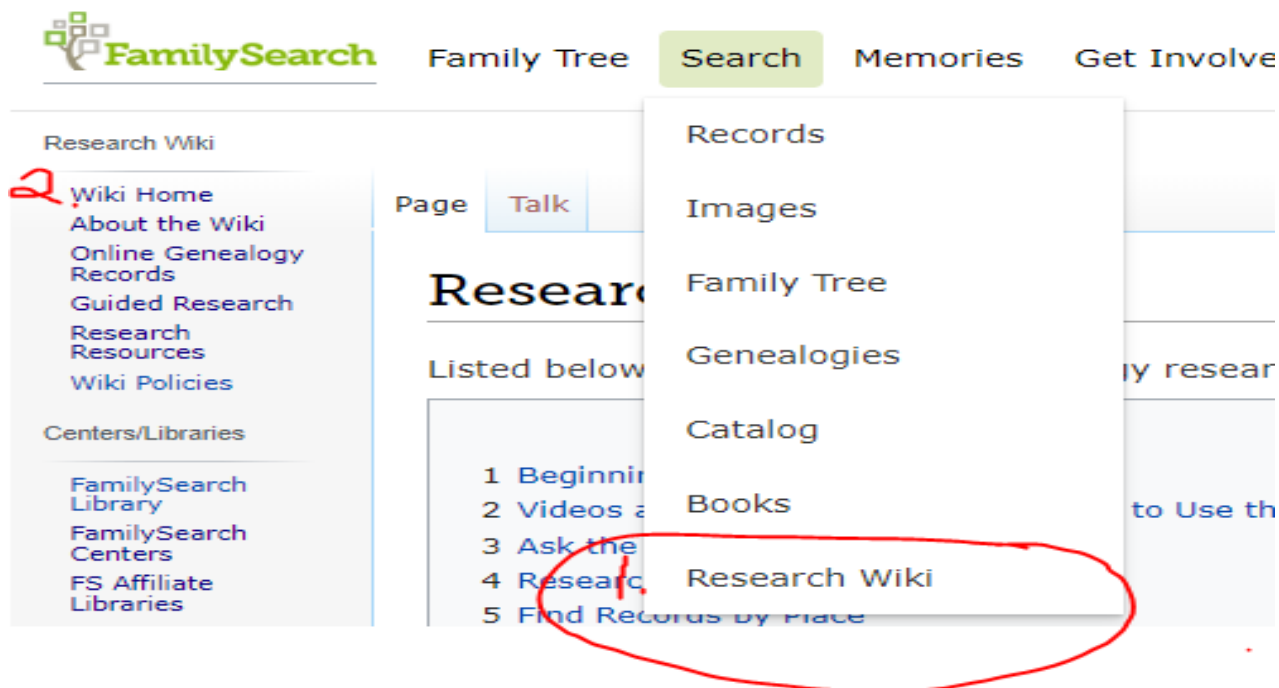 FamilySearch
Family Tree Search Memories Get Involve
Research Wiki
2. Wiki Home
About the Wiki
Online Genealogy
Records
Guided Research
Research
Resources
Wiki Policies
Centers/Libraries
FamilySearch
Library
FamilySearch
Centers
FS Affiliate
Libraries
Records
Images
Family Tree
Genealogies
Catalog
Books
1. Research Wiki
Page Talk
Resear
Listed below gy resear
1 Beginnin
2 Videos a to Use th
3 Ask the
4 Researc
5 Find Records by Place